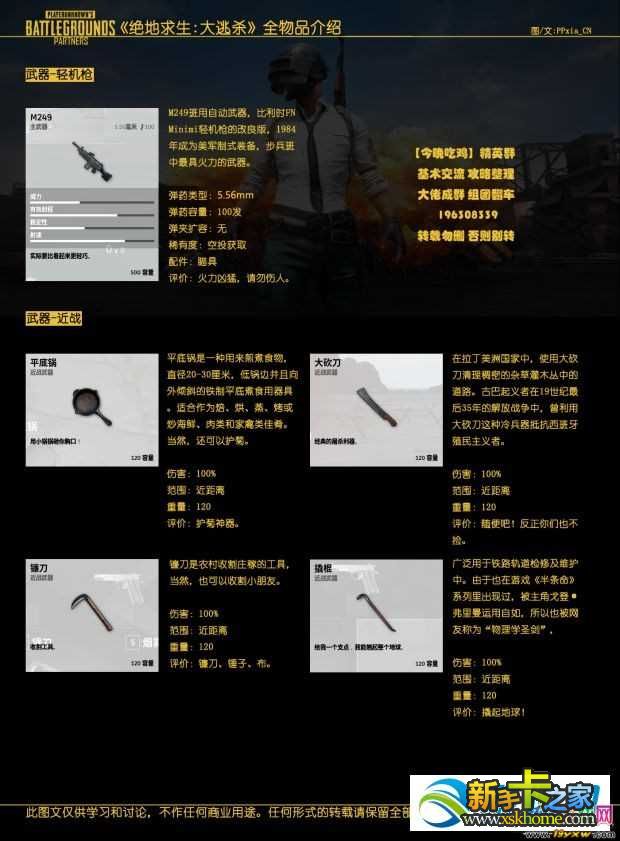 PLAYERUNKNOWN'S
BATTLEGROUNDS
PARTNERS
《绝地求生:大逃杀》全物品介绍
图/文:PPxia_CN
武器-轻机枪
M249
主武器
5.56毫米 / 100
威力
有效射程
稳定性
射速
实际要比看起来更轻巧.
500 容量
M249班用自动武器，比利时FN
Minimi轻机枪的改良版，1984
年成为美军制式装备，步兵班
中最具火力的武器。
弹药类型：5.56mm
弹药容量：100发
弹夹扩容：无
稀有度：空投获取
配件：瞄具
评价：火力凶猛，请勿伤人。
【今晚吃鸡】精英群
基本交流 攻略整理
大佬成群 组团翻车
196308339
转载勿删 否则别转
武器-近战
平底锅
近战武器
用小锅锅砸你胸口！
120 容量
平底锅是一种用来煎煮食物，
直径20-30厘米，低锅边并且向
外倾斜的铁制平底煮食用器具
。适合作为焙、烘、蒸、烤或
炒海鲜、肉类和家禽类佳肴。
当然，还可以护菊。
伤害：100%
范围：近距离
重量：120
评价：护菊神器。
大砍刀
近战武器
经典的屠杀利器.
120 容量
在拉丁美洲国家中，使用大砍
刀清理稠密的杂草灌木丛中的
道路。古巴起义者在19世纪最
后35年的解放战争中，曾利用
大砍刀这种冷兵器抵抗西班牙
殖民主义者。
伤害：100%
范围：近距离
重量：120
评价：随便吧！反正你们也不
捡。
镰刀
近战武器
收割工具.
120 容量
镰刀是农村收割庄稼的工具，
当然，也可以收割小朋友。
伤害：100%
范围：近距离
重量：120
评价：镰刀、锤子、布。
撬棍
近战武器
给我一个支点，我能翘起整个地球.
120 容量
广泛用于铁路轨道检修及维护
中。由于也在游戏《半条命》
系列里出现过，被主角戈登●
弗里曼运用自如，所以也被网
友称为“物理学圣剑”，
伤害：100%
范围：近距离
重量：120
评价：撬起地球！
此图文仅供学习和讨论，不作任何商业用途。任何形式的转载请保留全部
新手卡之家
www.xskhome.com
网